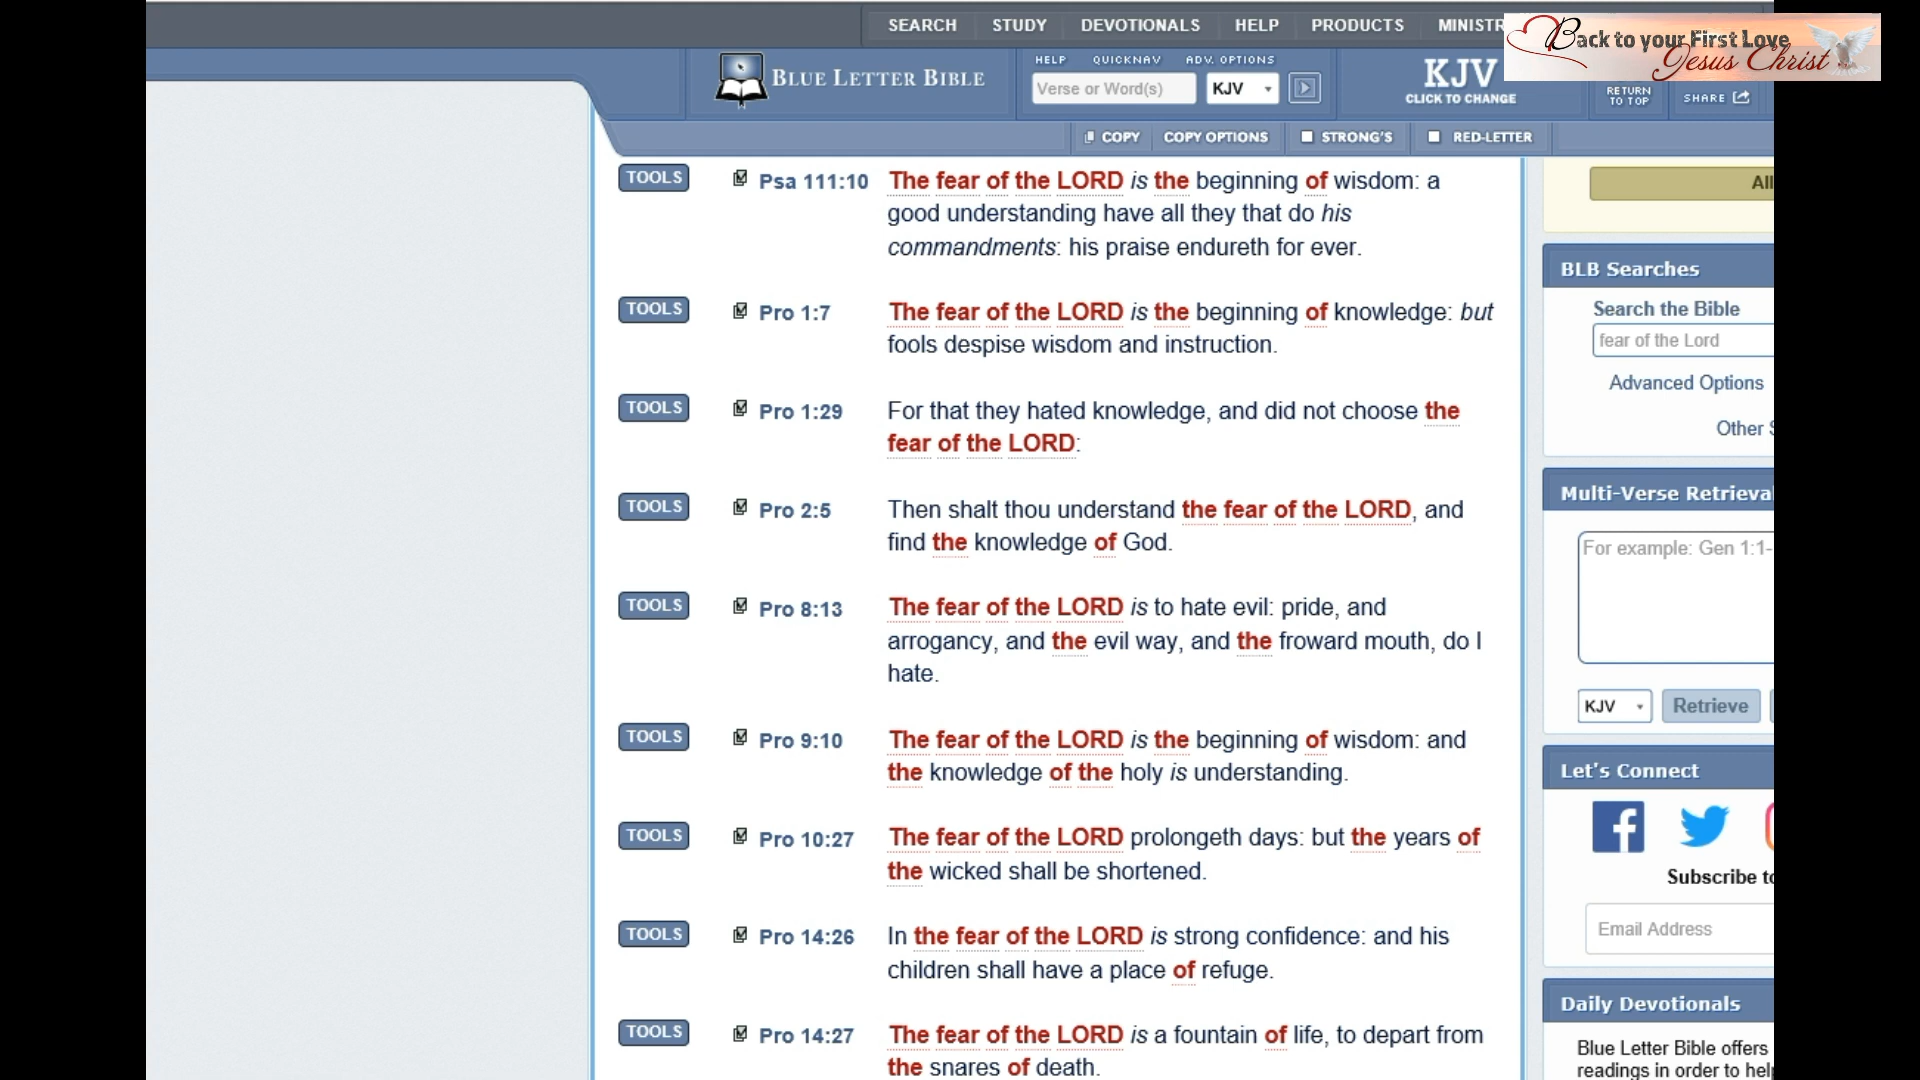 SEARCH STUDY DEVOTIONALS HELP PRODUCTS
Back to your First Love
Jesus Christ
BLUE LETTER BIBLE
HELP QUICKNAV ADV. OPTIONS
Verse or Word(s) KJV
KJV
CLICK TO CHANGE
RETURN
TO TOP
SHARE
COPY COPY OPTIONS STRONG'S RED-LETTER
TOOLS Psa 111:10 The fear of the LORD is the beginning of wisdom: a
good understanding have all they that do his
commandments: his praise endureth for ever.
TOOLS Pro 1:7 The fear of the LORD is the beginning of knowledge: but
fools despise wisdom and instruction.
TOOLS Pro 1:29 For that they hated knowledge, and did not choose the
fear of the LORD:
TOOLS Pro 2:5 Then shalt thou understand the fear of the LORD, and
find the knowledge of God.
TOOLS Pro 8:13 The fear of the LORD is to hate evil: pride, and
arrogancy, and the evil way, and the froward mouth, do I
hate.
TOOLS Pro 9:10 The fear of the LORD is the beginning of wisdom: and
the knowledge of the holy is understanding.
TOOLS Pro 10:27 The fear of the LORD prolongeth days: but the years of
the wicked shall be shortened.
TOOLS Pro 14:26 In the fear of the LORD is strong confidence: and his
children shall have a place of refuge.
TOOLS Pro 14:27 The fear of the LORD is a fountain of life, to depart from
the snares of death.
All
BLB Searches
Search the Bible
fear of the Lord
Advanced Options
Other
Multi-Verse
For example: Gen 1:1-
KJV Retrieve
Let's Connect
Subscribe
Email Address
Daily Devotionals
Blue Letter Bible offers
readings in order to